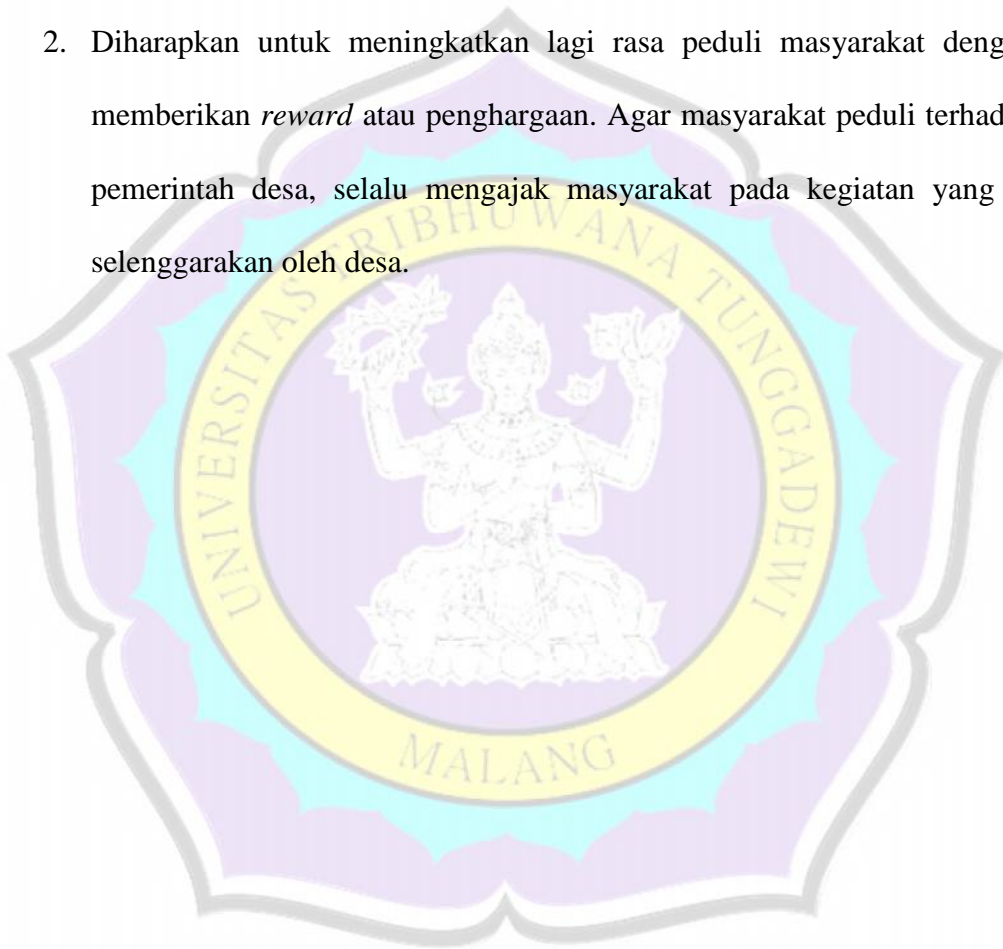 2. Diharapkan untuk meningkatkan lagi rasa peduli masyarakat deng
memberikan reward atau penghargaan. Agar masyarakat peduli terhad
pemerintah desa, selalu mengajak masyarakat pada kegiatan yang
selenggarakan oleh desa.
UNIVERSITAS TRIBHUWANA TUNGGADEWI
MALANG